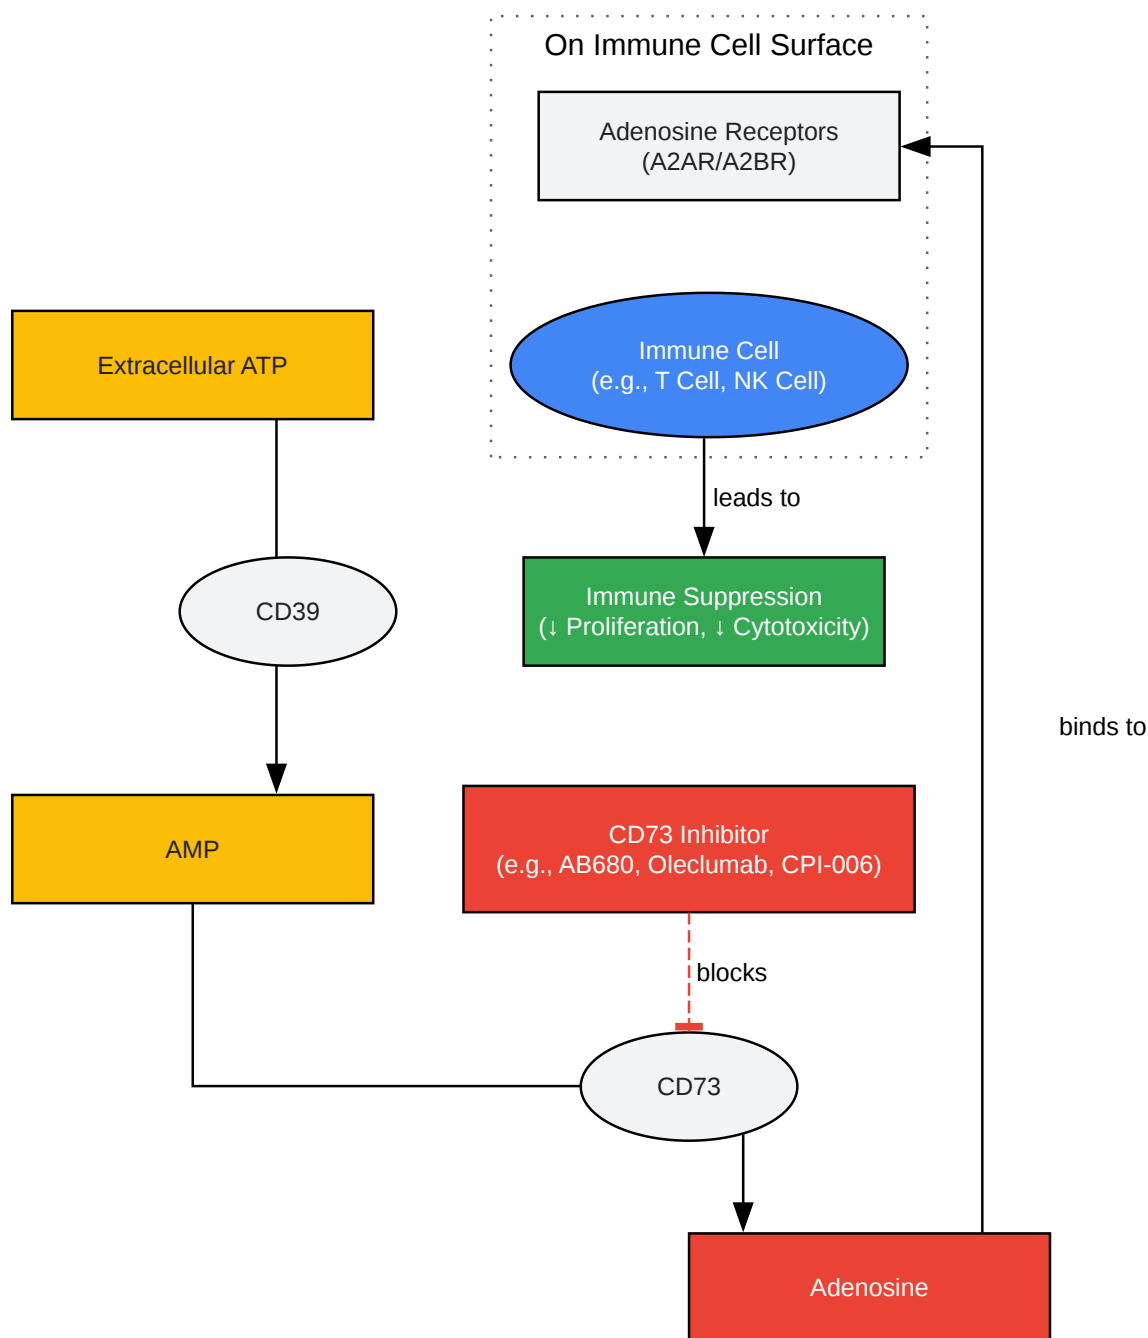 On Immune Cell Surface
Adenosine Receptors
(A2AR/A2BR)
Extracellular ATP
Immune Cell
(e.g., T Cell, NK Cell)
leads to
CD39
Immune Suppression
(↓ Proliferation, ↓ Cytotoxicity)
binds to
AMP
CD73 Inhibitor
(e.g., AB680, Oleclumab, CPI-006)
blocks
CD73
Adenosine